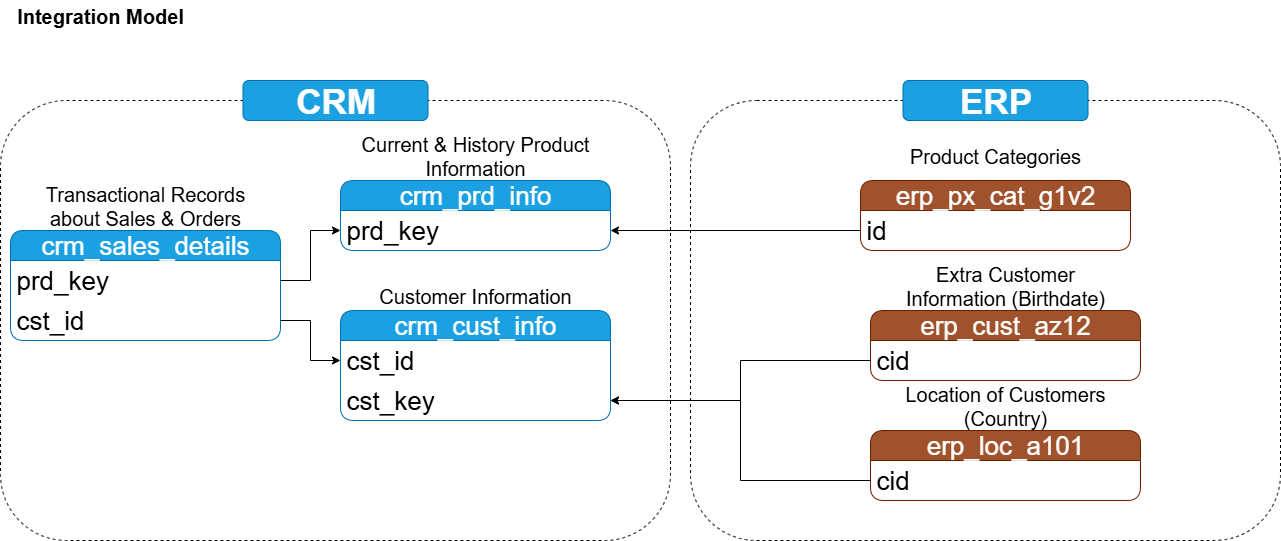 Integration Model
CRM
Transactional Records
about Sales & Orders
crm_sales_details
prd_key
cst_id
Current & History Product
Information
crm_prd_info
prd_key
Customer Information
crm_cust_info
cst_id
cst_key
ERP
Product Categories
erp_px_cat_g1v2
id
Extra Customer
Information (Birthdate)
erp_cust_az12
cid
Location of Customers
(Country)
erp_loc_a101
cid